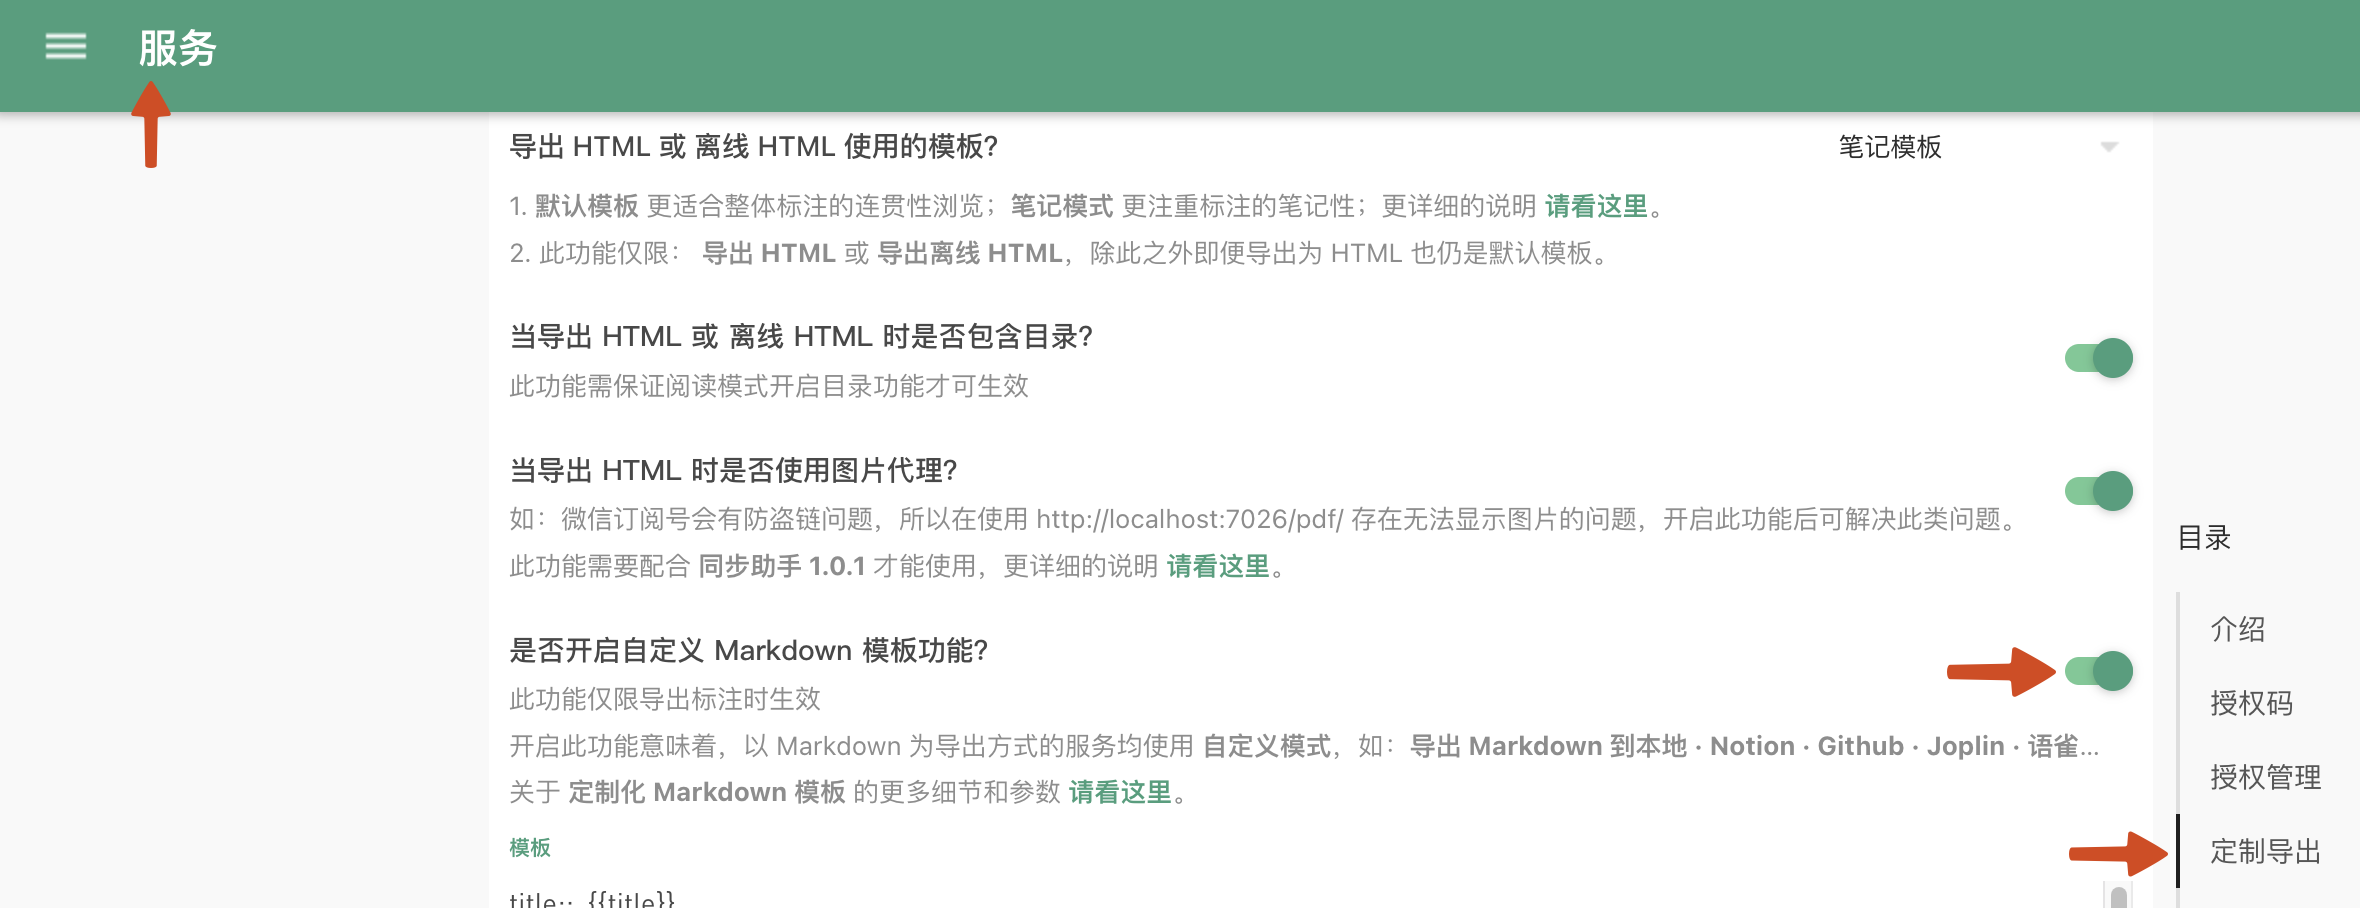 服务
导出 HTML 或 离线 HTML 使用的模板?
笔记模板
1. 默认模板 更适合整体标注的连贯性浏览；笔记模式 更注重标注的笔记性；更详细的说明 请看这里。
2. 此功能仅限： 导出 HTML 或 导出离线 HTML，除此之外即便导出为 HTML 也仍是默认模板。
当导出 HTML 或 离线 HTML 时是否包含目录?
此功能需保证阅读模式开启目录功能才可生效
当导出 HTML 时是否使用图片代理?
如：微信订阅号会有防盗链问题，所以在使用 http://localhost:7026/pdf/ 存在无法显示图片的问题，开启此功能后可解决此类问题。
此功能需要配合 同步助手 1.0.1 才能使用，更详细的说明 请看这里。
是否开启自定义 Markdown 模板功能?
此功能仅限导出标注时生效
开启此功能意味着，以 Markdown 为导出方式的服务均使用 自定义模式，如：导出 Markdown 到本地 · Notion · Github · Joplin · 语雀...
关于 定制化 Markdown 模板 的更多细节和参数 请看这里。
模板
title:: {{title}}
目录
介绍
授权码
授权管理
定制导出